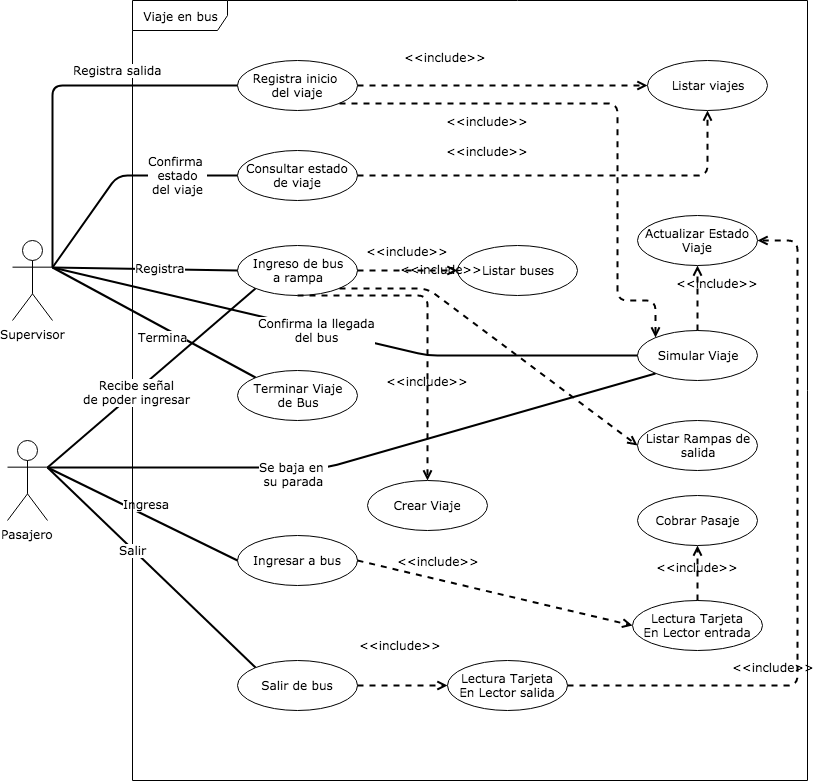 Viaje en bus
<<include>>
Registra salida
Registra inicio
del viaje
Listar viajes
<<include>>
<<include>>
Confirma
estado
del viaje
Consultar estado
de viaje
Actualizar Estado
Viaje
<<include>>
Registra
Ingreso de bus
a rampa
<<include>>
Listar buses
<<include>>
Supervisor
Confirma la llegada
del bus
Termina
Simular Viaje
Recibe señal
de poder ingresar
Terminar Viaje
de Bus
<<include>>
Listar Rampas de
salida
Se baja en
su parada
Crear Viaje
Ingresa
Pasajero
Cobrar Pasaje
Salir
Ingresar a bus
<<include>>
<<include>>
Lectura Tarjeta
En Lector entrada
<<include>>
<<include>>
Salir de bus
Lectura Tarjeta
En Lector salida